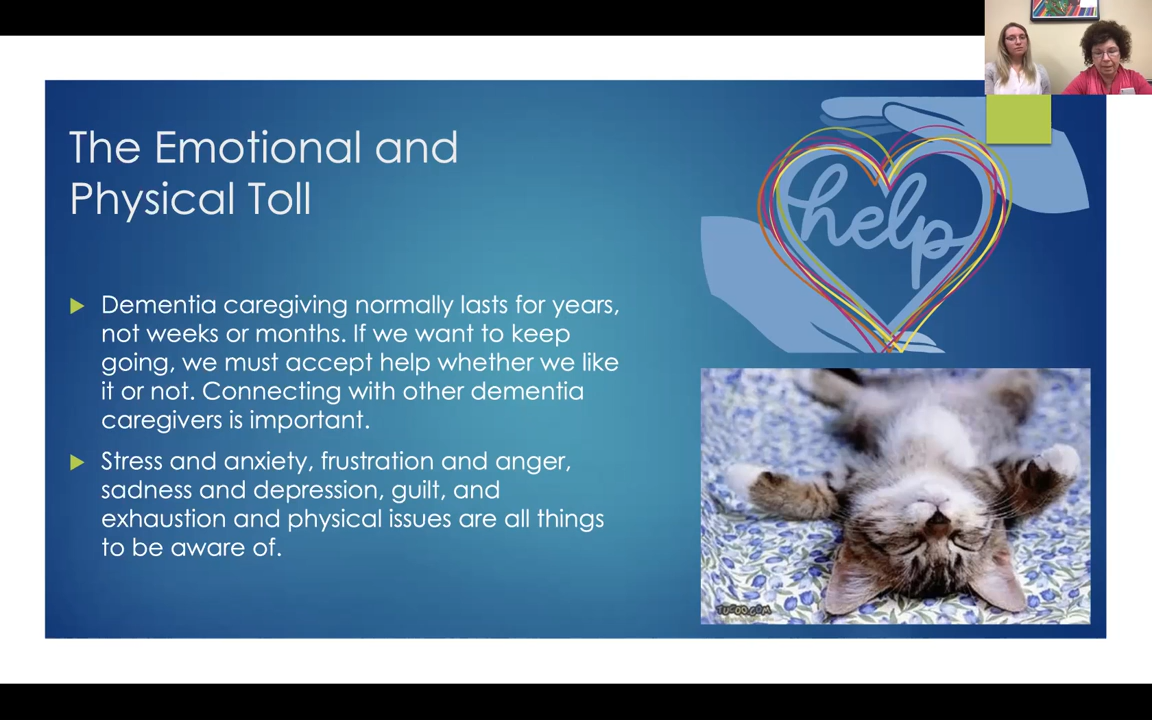 The Emotional and
Physical Toll
help
Dementia caregiving normally lasts for years,
not weeks or months. If we want to keep
going, we must accept help whether we like
it or not. Connecting with other dementia
caregivers is important.
Stress and anxiety, frustration and anger,
sadness and depression, guilt, and
exhaustion and physical issues are all things
to be aware of.
TUCOO.COM